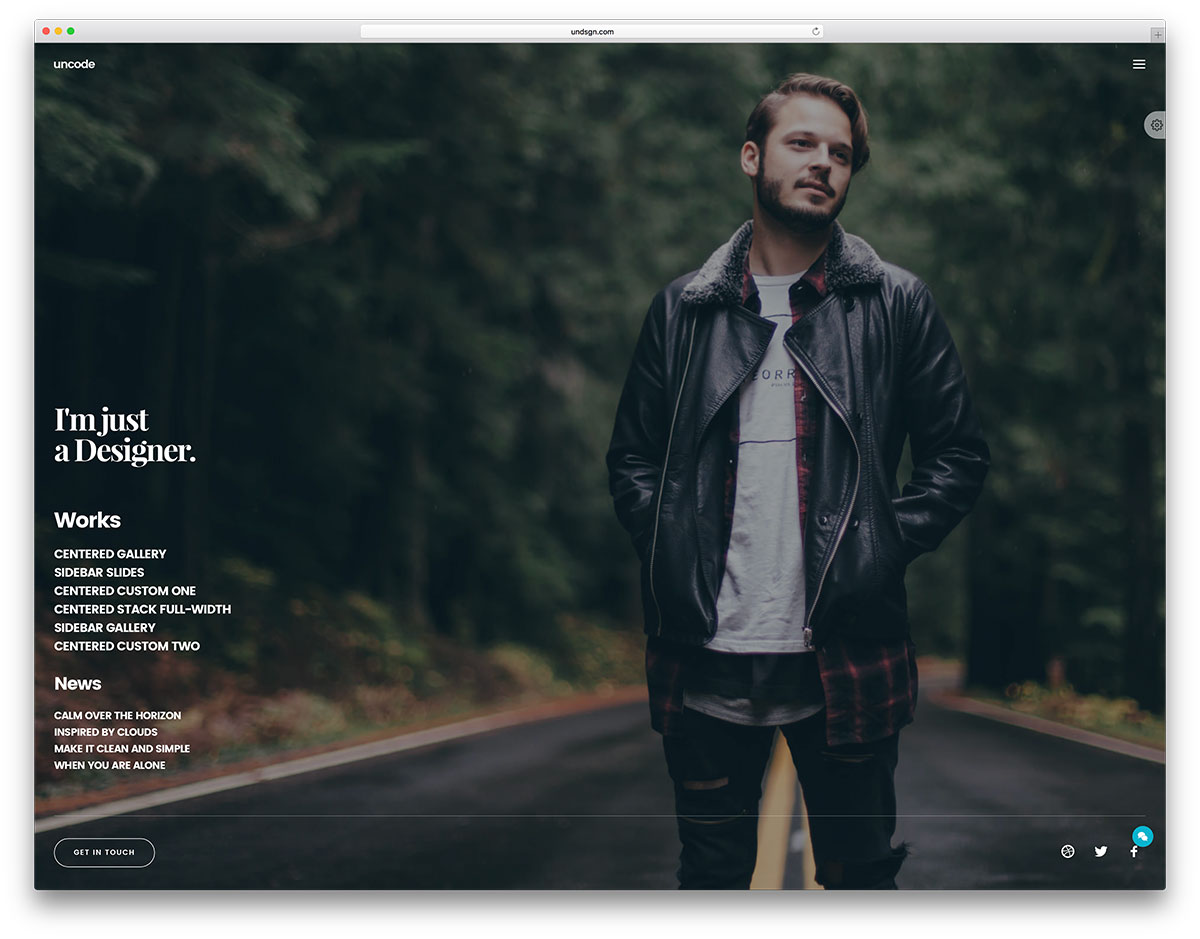 undsgn.com
uncode
I'm just
a Designer.
Works
CENTERED GALLERY
SIDEBAR SLIDES
CENTERED CUSTOM ONE
CENTERED STACK FULL-WIDTH
SIDEBAR GALLERY
CENTERED CUSTOM TWO
News
CALM OVER THE HORIZON
INSPIRED BY CLOUDS
MAKE IT CLEAN AND SIMPLE
WHEN YOU ARE ALONE
GET IN TOUCH